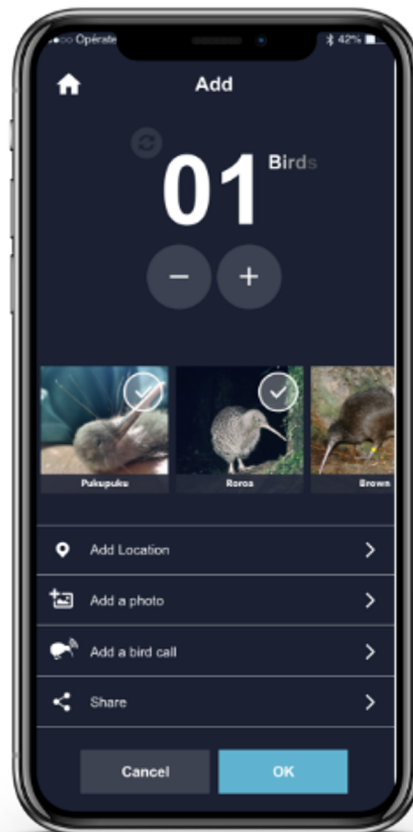 Opérate 42%
Add
01 Birds
Pukupuku Roroa Brown
Add Location
Add a photo
Add a bird call
Share
Cancel OK